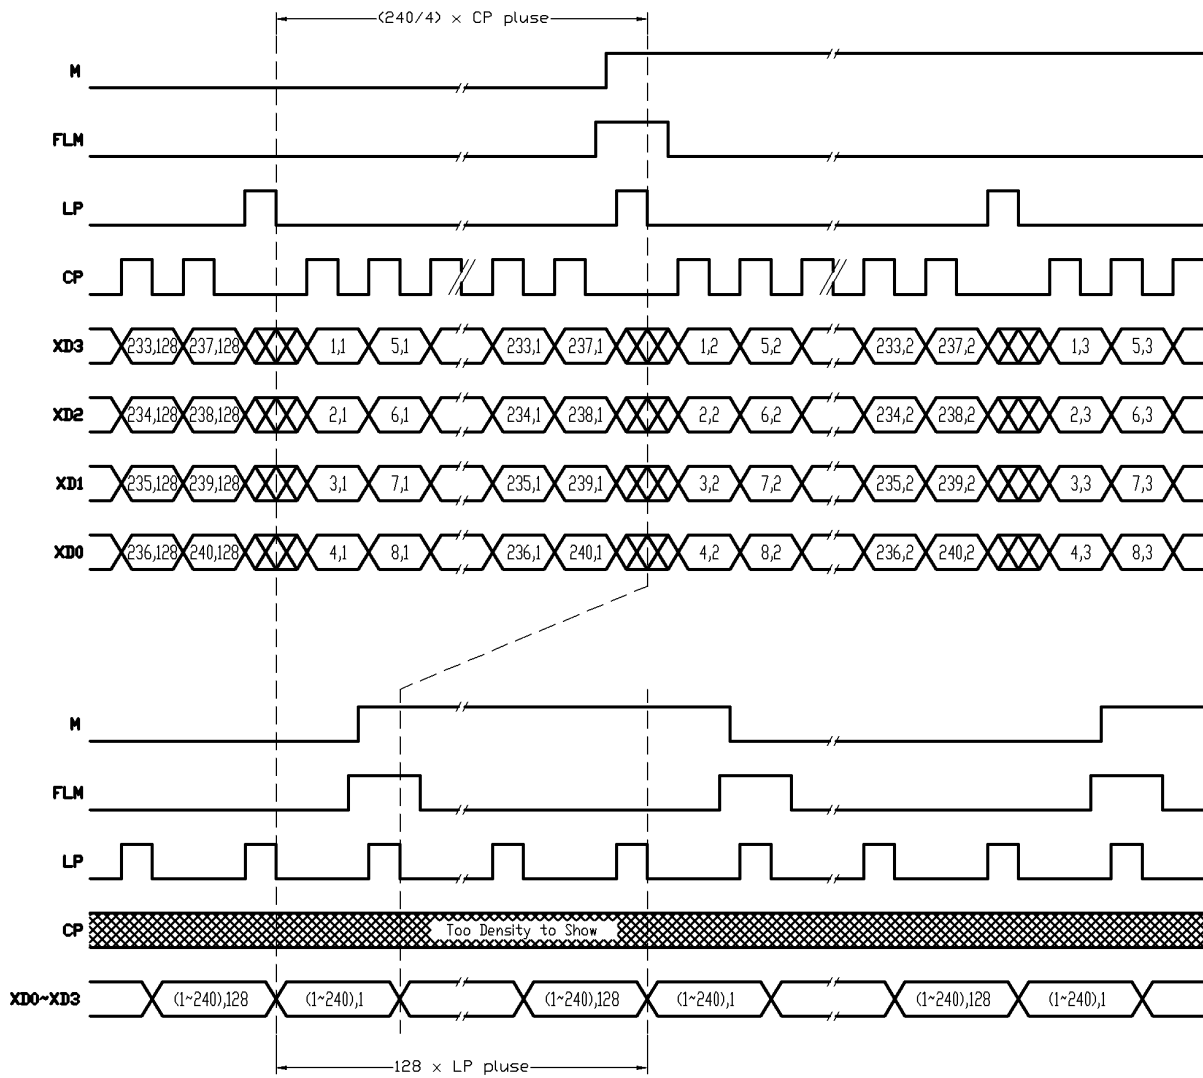 (240/4) x CP pluse
M
FLM
LP
CP
XD3 233,128 237,128 1,1 5,1 233,1 237,1 1,2 5,2 233,2 237,2 1,3 5,3
XD2 234,128 238,128 2,1 6,1 234,1 238,1 2,2 6,2 234,2 238,2 2,3 6,3
XD1 235,128 239,128 3,1 7,1 235,1 239,1 3,2 7,2 235,2 239,2 3,3 7,3
XD0 236,128 240,128 4,1 8,1 236,1 240,1 4,2 8,2 236,2 240,2 4,3 8,3
M
FLM
LP
CP Too Density to Show
XD0~XD3 (1~240),128 (1~240),1 (1~240),128 (1~240),1 (1~240),128 (1~240),1
128 x LP pluse